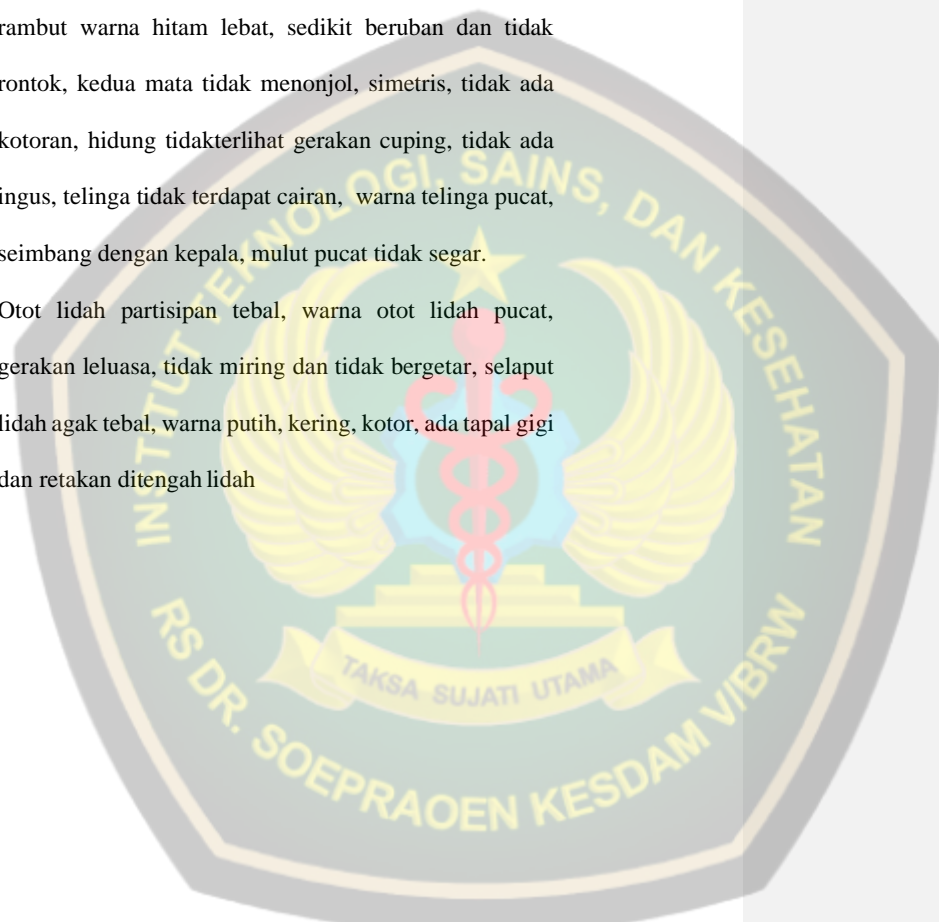 rambut warna hitam lebat, sedikit beruban dan tidak
rontok, kedua mata tidak menonjol, simetris, tidak ada
kotoran, hidung tidakterlihat gerakan cuping, tidak ada
ingus, telinga tidak terdapat cairan, warna telinga pucat,
seimbang dengan kepala, mulut pucat tidak segar.
Otot lidah partisipan tebal, warna otot lidah pucat,
gerakan leluasa, tidak miring dan tidak bergetar, selaput
lidah agak tebal, warna putih, kering, kotor, ada tapal gigi
dan retakan ditengah lidah
INSTITUT TEKNOLOGI, SAINS, DAN KESEHATAN
TAKSA SUJATI UTAMA
RS DR. SOEPRAOEN KESDAM V/BRW